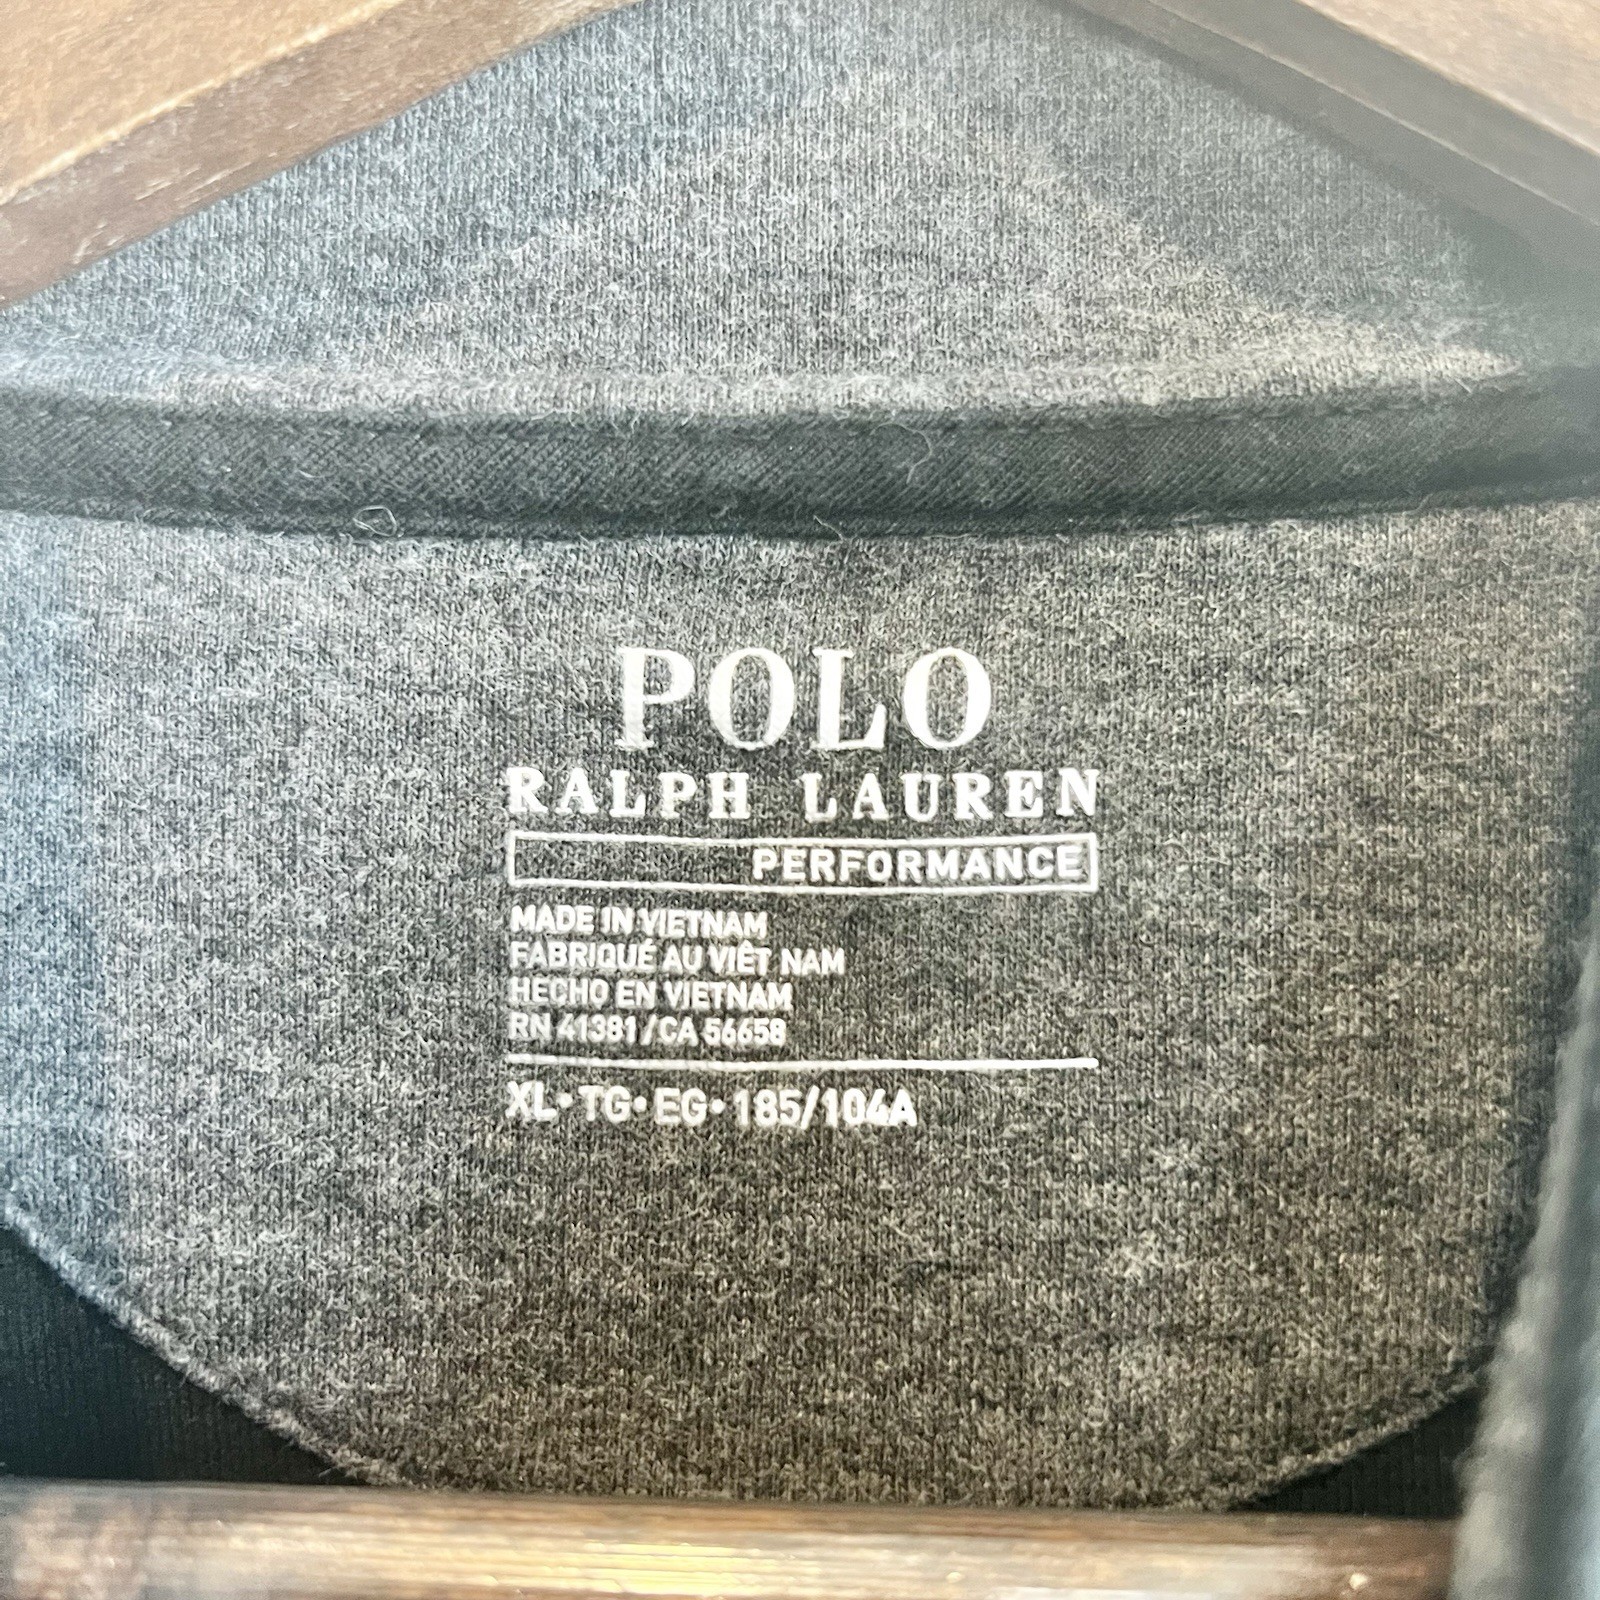 POLO
RALPH LAUREN
PERFORMANCE
MADE IN VIETNAM
FABRIQUÉ AU VIÊT NAM
HECHO EN VIETNAM
RN 41381/CA 56658
XL•TG•EG•185/104A